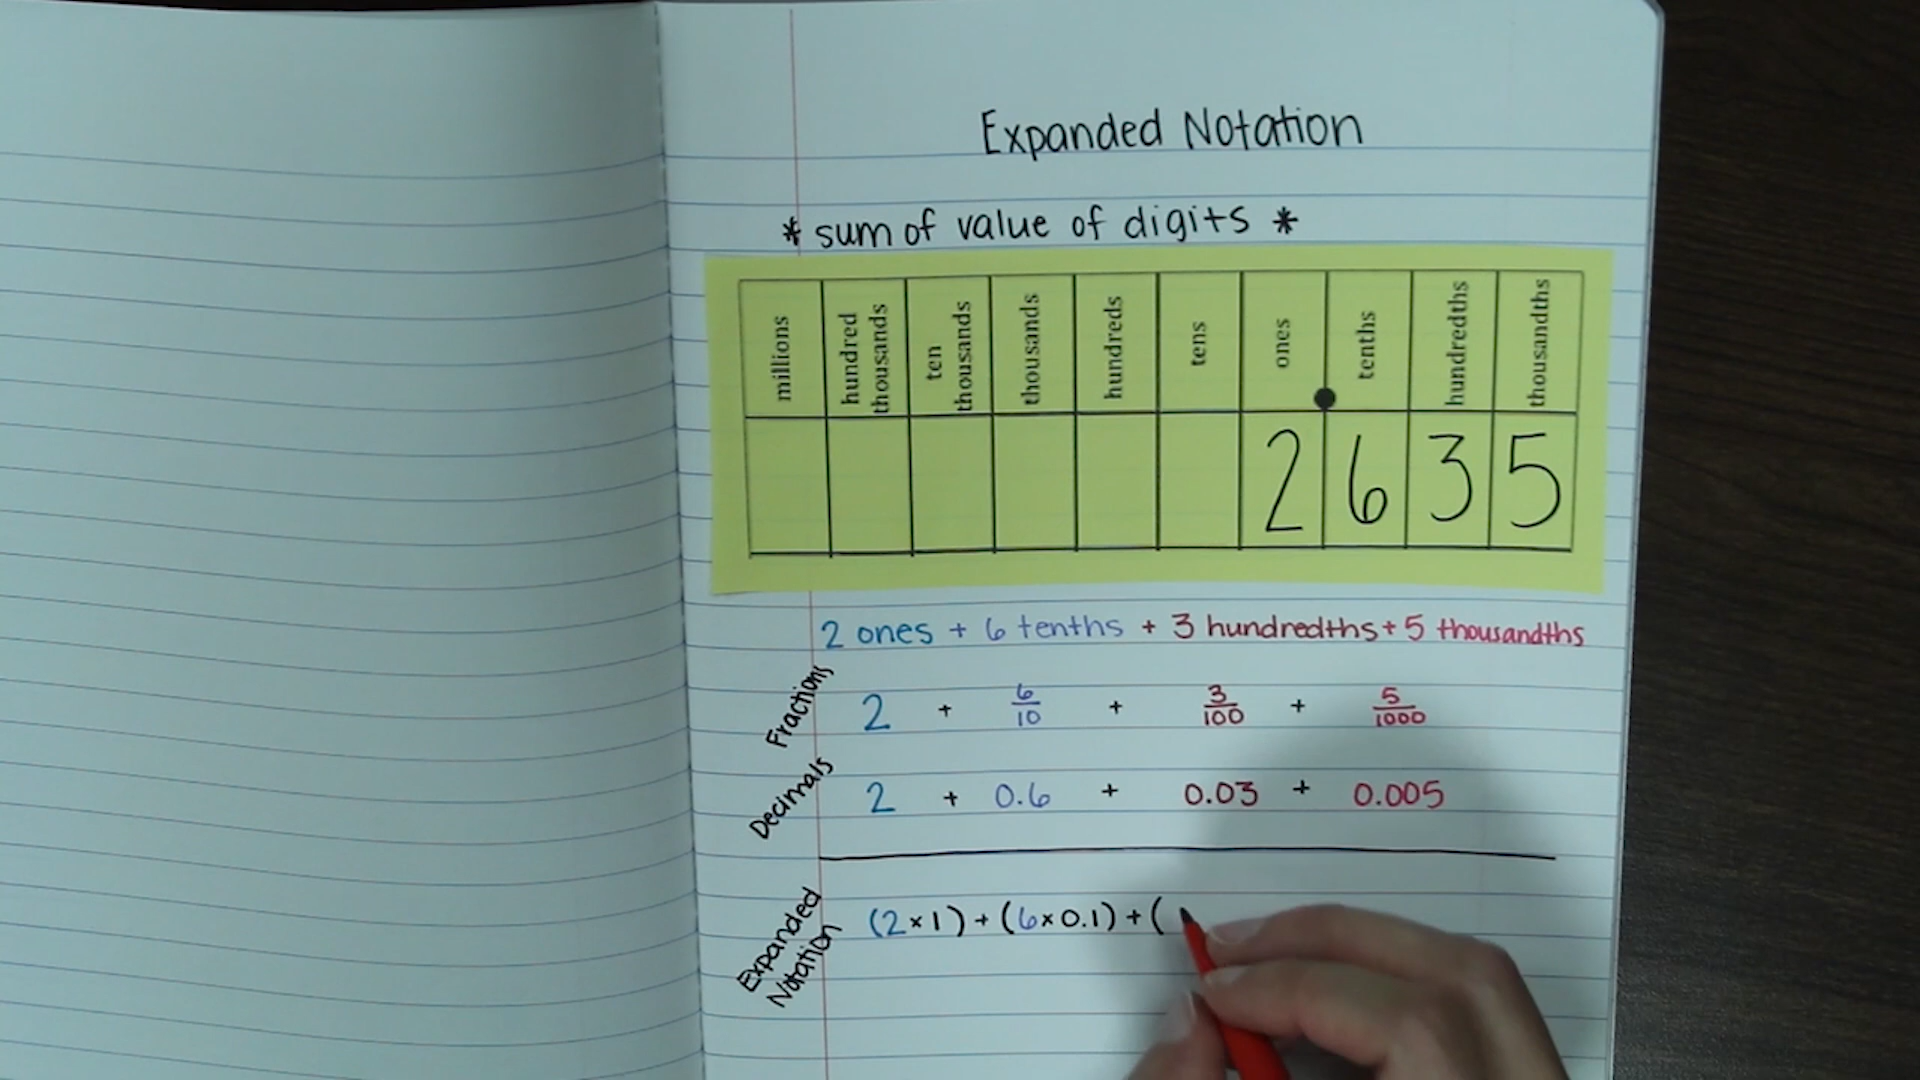 Expanded Notation
* sum of value of digits *
millions hundred thousands ten thousands thousands hundreds tens ones . tenths hundredths thousandths
2 6 3 5
2 ones + 6 tenths + 3 hundredths + 5 thousandths
Fractions 2 + 6/10 + 3/100 + 5/1000
Decimals 2 + 0.6 + 0.03 + 0.005
Expanded Notation (2×1) + (6×0.1) + (